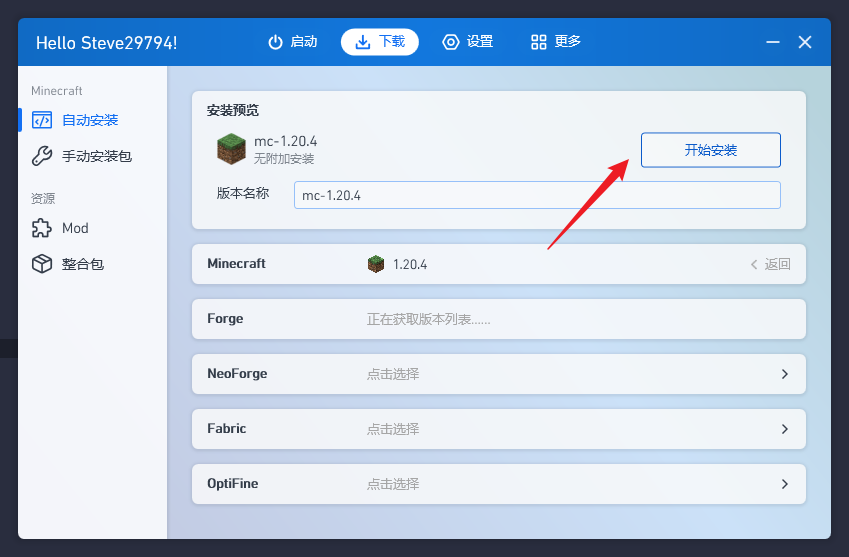 Hello Steve29794!
启动
下载
设置
更多
Minecraft
自动安装
手动安装包
资源
Mod
整合包
安装预览
mc-1.20.4
无附加安装
开始安装
版本名称 mc-1.20.4
Minecraft 1.20.4 返回
Forge 正在获取版本列表......
NeoForge 点击选择
Fabric 点击选择
OptiFine 点击选择